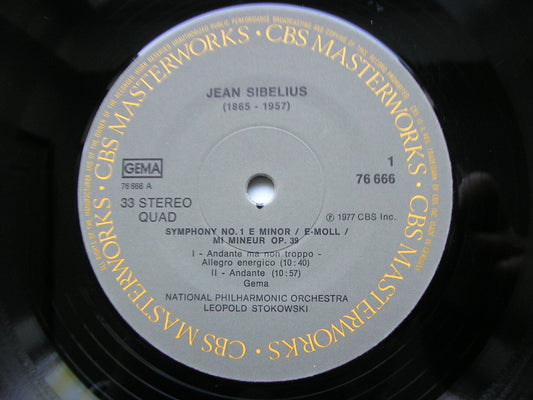 CBS MASTERWORKS · CBS MASTERWORKS · CBS MASTERWORKS ·
JEAN SIBELIUS
(1865 - 1957)
GEMA
76 666 A
33 STEREO
QUAD
1
76 666
℗ 1977 CBS Inc.
SYMPHONY NO. 1 E MINOR / E-MOLL /
MI MINEUR OP. 39
I - Andante ma non troppo -
Allegro energico (10:40)
II - Andante (10:57)
Gema
NATIONAL PHILHARMONIC ORCHESTRA
LEOPOLD STOKOWSKI